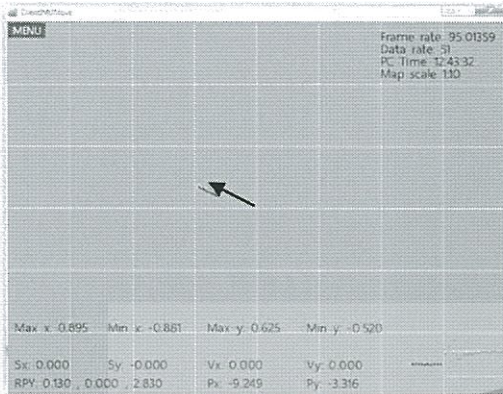 MENU
Frame rate: 95.01359
Data rate: 51
PC Time: 12:43:32
Map scale 1:10
Max x: 0.895 Min x: -0.881 Max y: 0.625 Min y: -0.520
Sx: 0.000 Sy: -0.000 Vx: 0.000 Vy: 0.000
RPY: 0.130 , 0.000 , 2.830 Px: -9.249 Py: -3.316